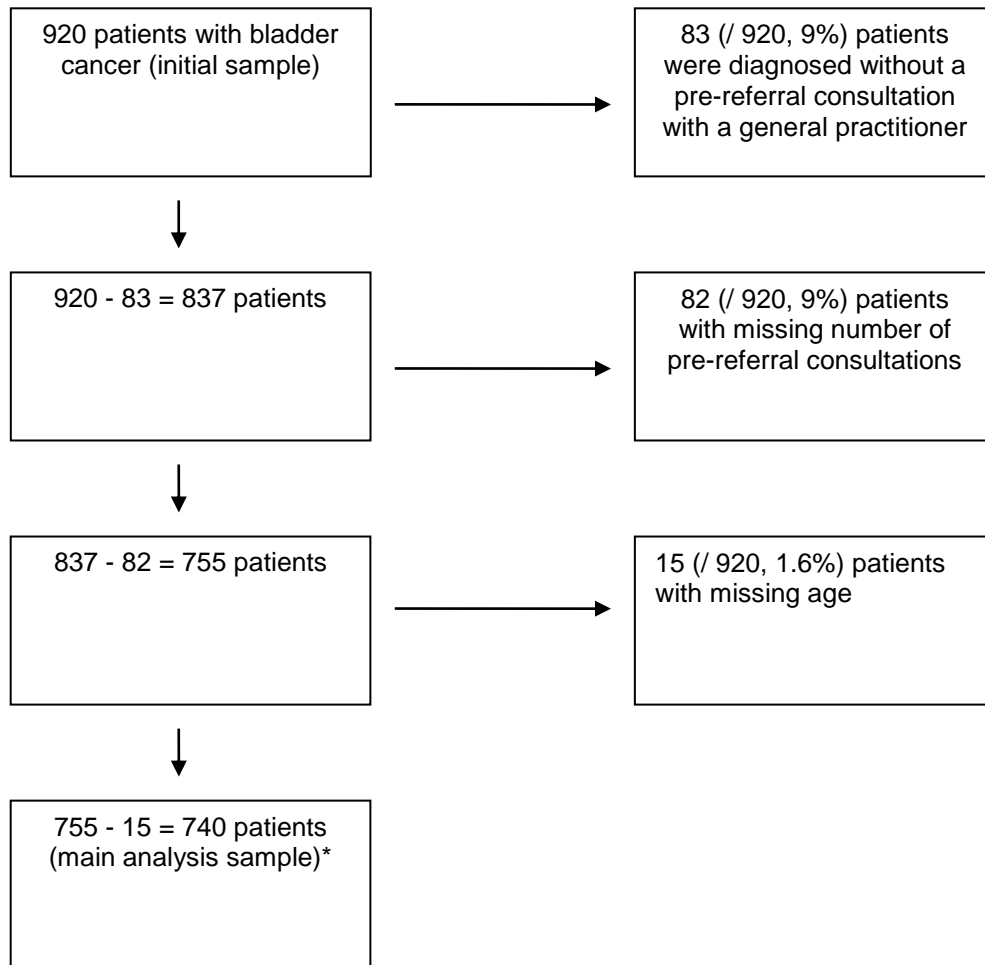 920 patients with bladder
cancer (initial sample)
83 (/ 920, 9%) patients
were diagnosed without a
pre-referral consultation
with a general practitioner
920 - 83 = 837 patients
82 (/ 920, 9%) patients
with missing number of
pre-referral consultations
837 - 82 = 755 patients
15 (/ 920, 1.6%) patients
with missing age
755 - 15 = 740 patients
(main analysis sample)*